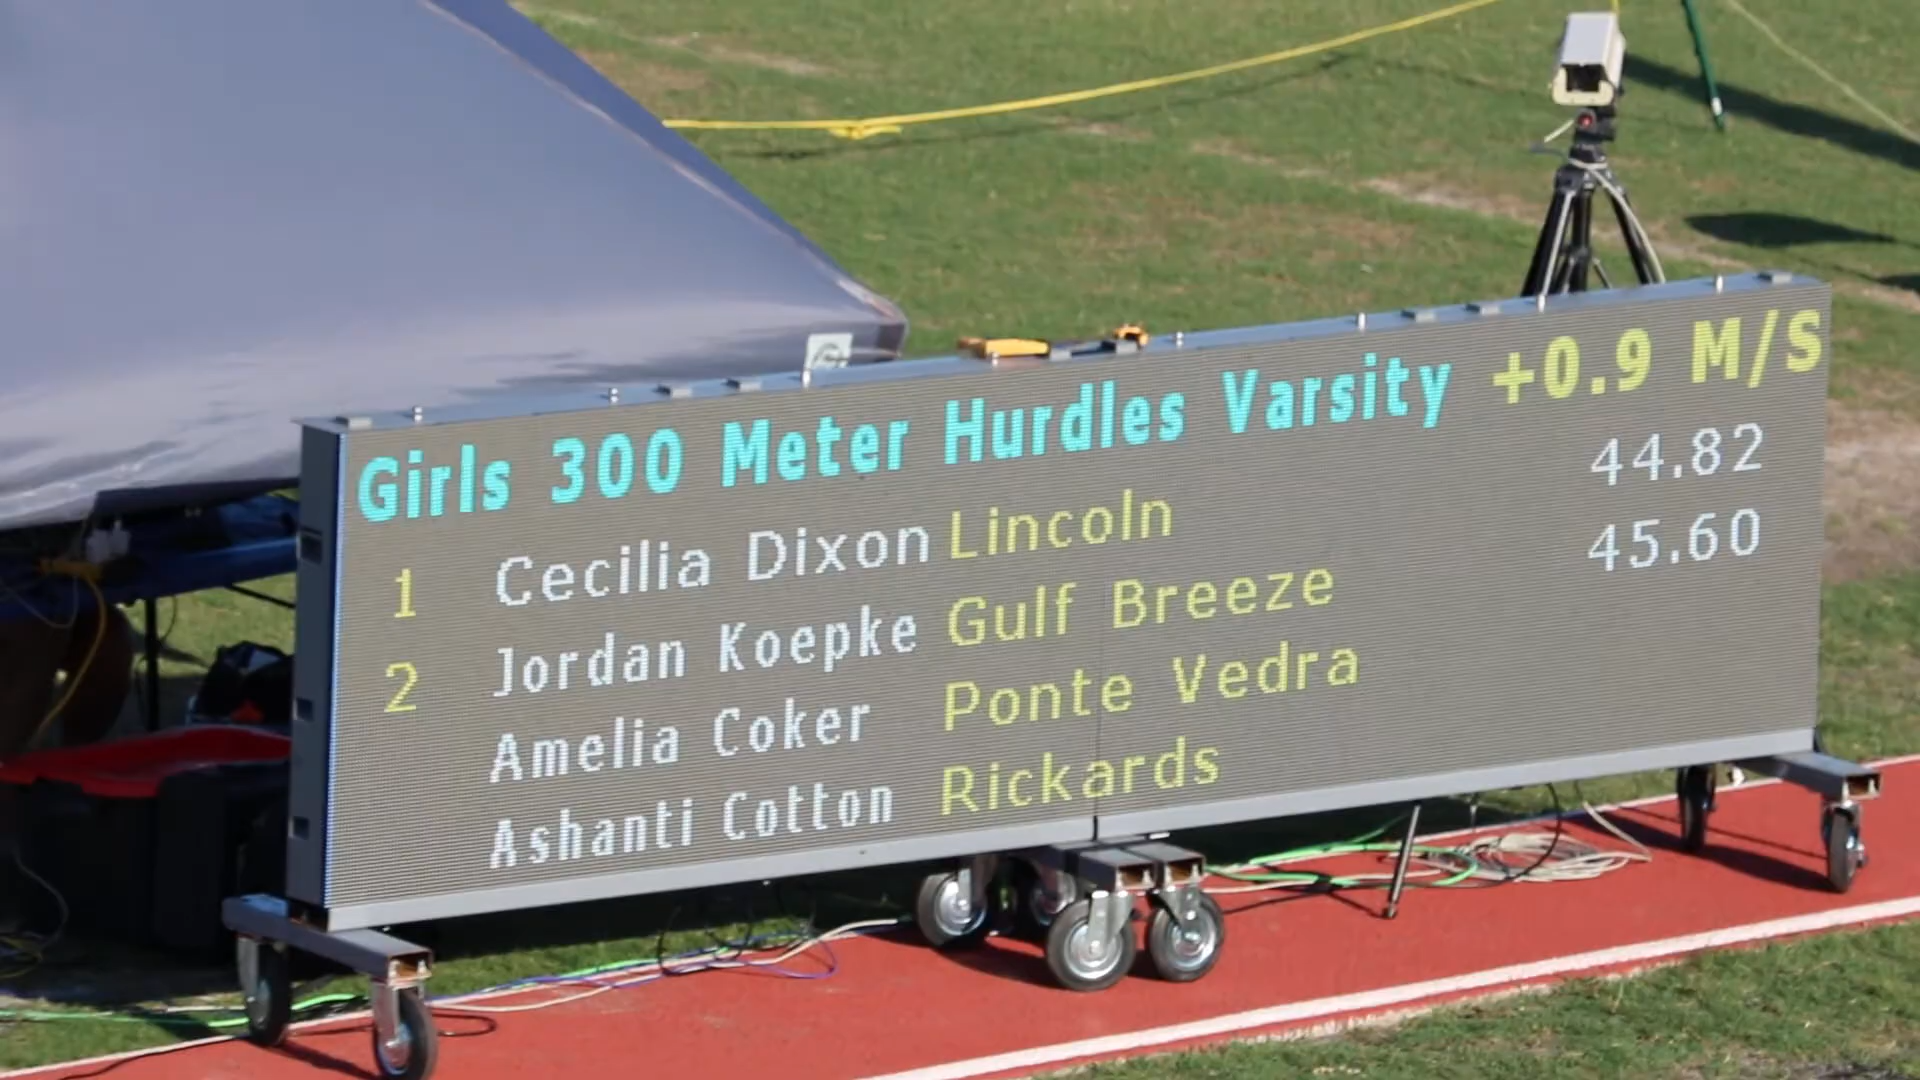 Girls 300 Meter Hurdles Varsity +0.9 M/S
1 Cecilia Dixon Lincoln 44.82
2 Jordan Koepke Gulf Breeze 45.60
Amelia Coker Ponte Vedra
Ashanti Cotton Rickards